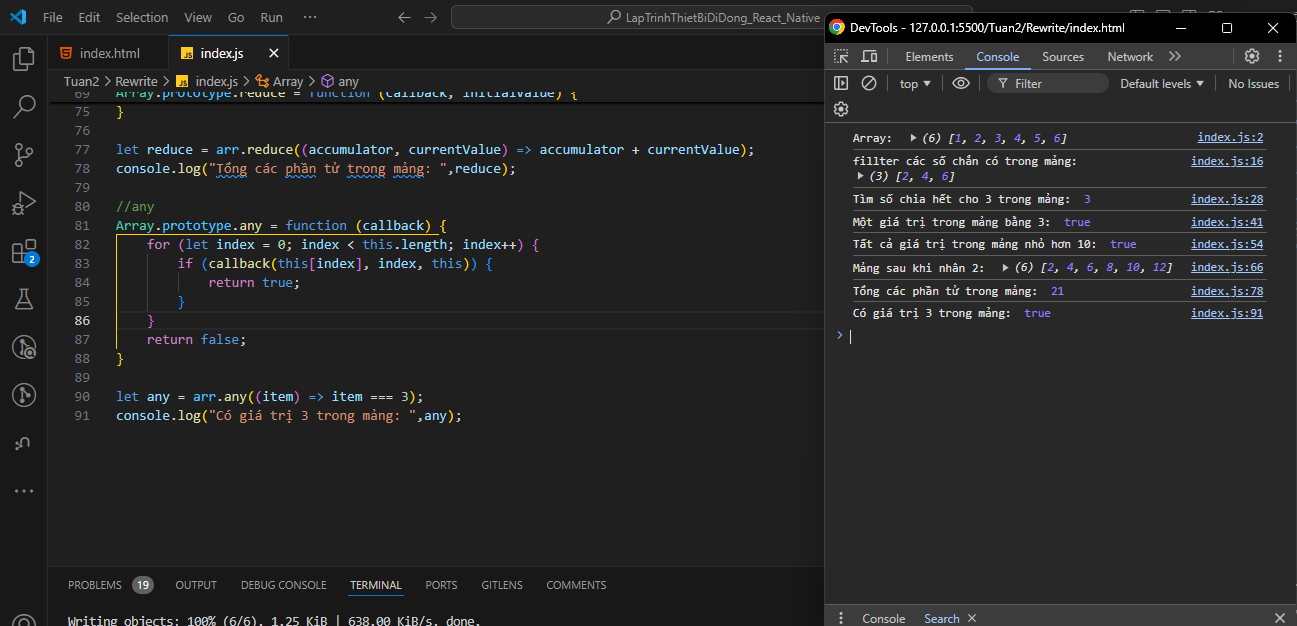 File Edit Selection View Go Run ··· LapTrinhThietBiDiDong_React_Native
index.html JS index.js
Tuan2 > Rewrite > JS index.js > Array > any
69 Array.prototype.reduce = function (callback, initialValue) {
75 }
76
77 let reduce = arr.reduce((accumulator, currentValue) => accumulator + currentValue);
78 console.log("Tổng các phần tử trong mảng: ",reduce);
79
80 //any
81 Array.prototype.any = function (callback) {
82 for (let index = 0; index < this.length; index++) {
83 if (callback(this[index], index, this)) {
84 return true;
85 }
86 }
87 return false;
88 }
89
90 let any = arr.any((item) => item === 3);
91 console.log("Có giá trị 3 trong mảng: ",any);
2
PROBLEMS 19 OUTPUT DEBUG CONSOLE TERMINAL PORTS GITLENS COMMENTS
Writing objects: 100% (6/6), 1.25 KiB | 638.00 KiB/s, done.
DevTools - 127.0.0.1:5500/Tuan2/Rewrite/index.html
Elements Console Sources Network
top Filter Default levels No Issues
Array: (6) [1, 2, 3, 4, 5, 6] index.js:2
fillter các số chẵn có trong mảng: index.js:16
(3) [2, 4, 6]
Tìm số chia hết cho 3 trong mảng: 3 index.js:28
Một giá trị trong mảng bằng 3: true index.js:41
Tất cả giá trị trong mảng nhỏ hơn 10: true index.js:54
Mảng sau khi nhân 2: (6) [2, 4, 6, 8, 10, 12] index.js:66
Tổng các phần tử trong mảng: 21 index.js:78
Có giá trị 3 trong mảng: true index.js:91
>
Console Search